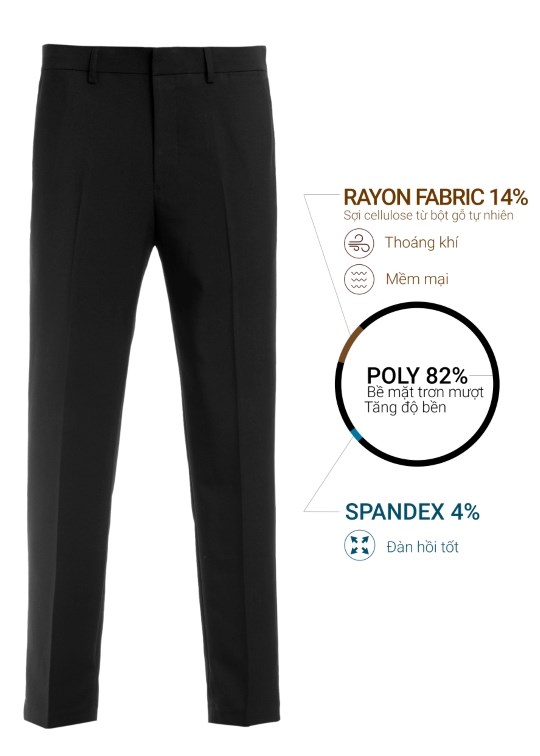 RAYON FABRIC 14%
Sợi cellulose từ bột gỗ tự nhiên
Thoáng khí
Mềm mại
POLY 82%
Bề mặt trơn mượt
Tăng độ bền
SPANDEX 4%
Đàn hồi tốt